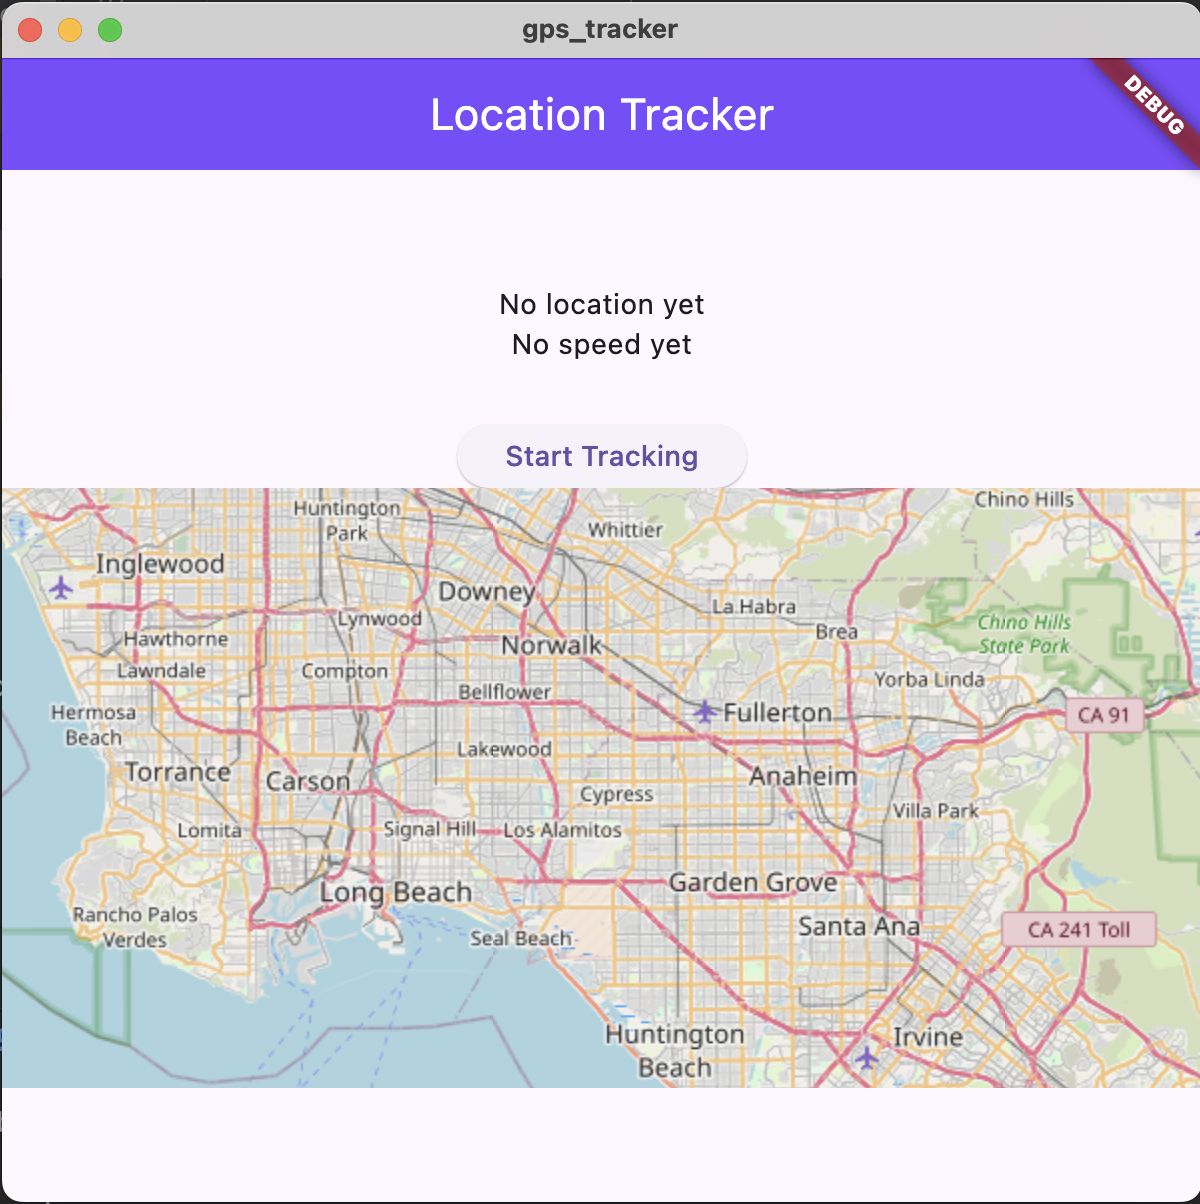 gps_tracker
Location Tracker
DEBUG
No location yet
No speed yet
Start Tracking
Huntington
Park
Whittier
Chino Hills
Inglewood
Downey
La Habra
Lynwood
Brea
Chino Hills
State Park
Hawthorne
Norwalk
Lawndale
Compton
Bellflower
Yorba Linda
Hermosa
Beach
Fullerton
CA 91
Lakewood
Torrance
Carson
Anaheim
Cypress
Villa Park
Lomita
Signal Hill
Los Alamitos
Long Beach
Garden Grove
Rancho Palos
Verdes
Seal Beach
Santa Ana
CA 241 Toll
Huntington
Beach
Irvine